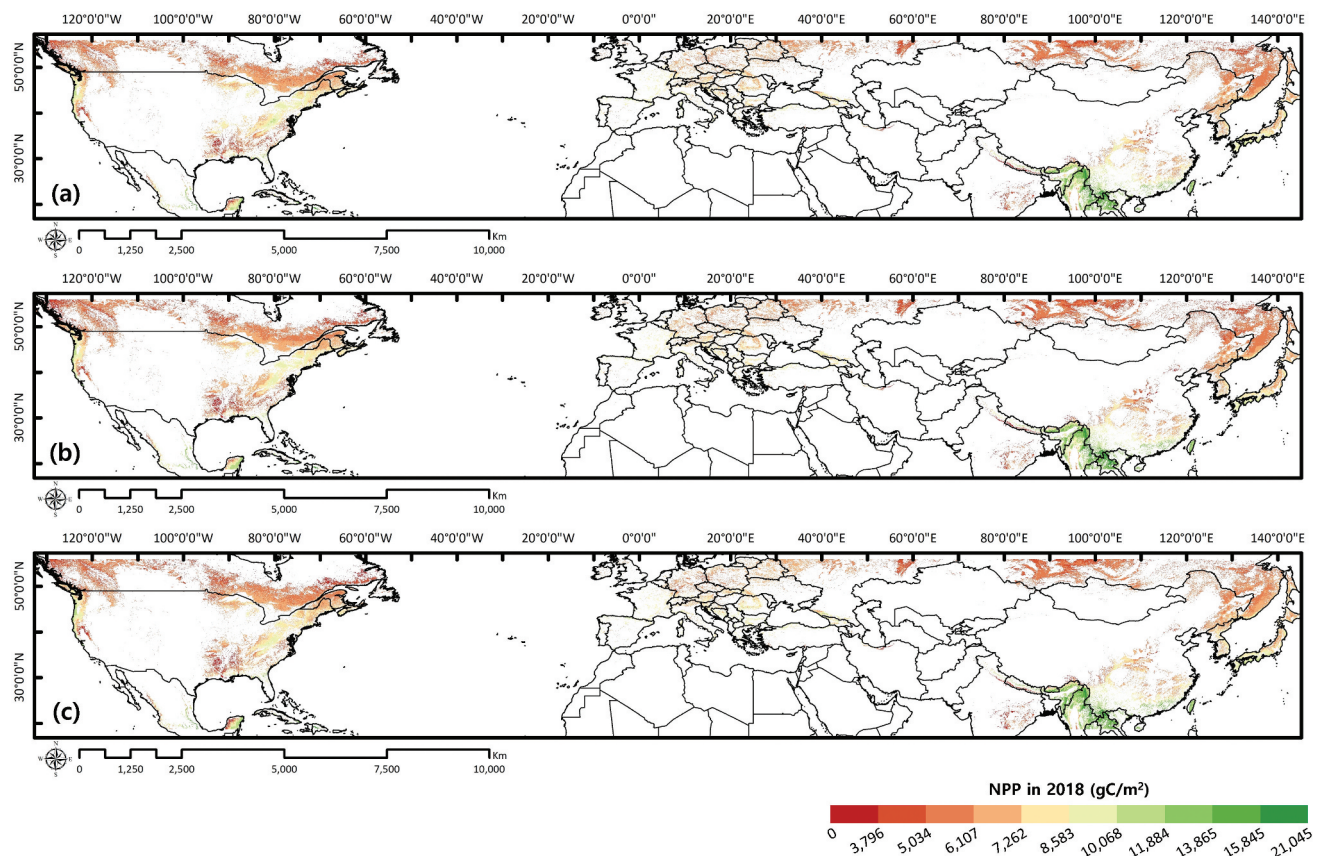 120°0'0"W 100°0'0"W 80°0'0"W 60°0'0"W 40°0'0"W 20°0'0"W 0°0'0" 20°0'0"E 40°0'0"E 60°0'0"E 80°0'0"E 100°0'0"E 120°0'0"E 140°0'0"E
50°0'0"N
30°0'0"N
(a)
N
W E
S
Km
0 1,250 2,500 5,000 7,500 10,000
120°0'0"W 100°0'0"W 80°0'0"W 60°0'0"W 40°0'0"W 20°0'0"W 0°0'0" 20°0'0"E 40°0'0"E 60°0'0"E 80°0'0"E 100°0'0"E 120°0'0"E 140°0'0"E
50°0'0"N
30°0'0"N
(b)
N
W E
S
Km
0 1,250 2,500 5,000 7,500 10,000
120°0'0"W 100°0'0"W 80°0'0"W 60°0'0"W 40°0'0"W 20°0'0"W 0°0'0" 20°0'0"E 40°0'0"E 60°0'0"E 80°0'0"E 100°0'0"E 120°0'0"E 140°0'0"E
50°0'0"N
30°0'0"N
(c)
N
W E
S
Km
0 1,250 2,500 5,000 7,500 10,000
NPP in 2018 (gC/m²)
0 3,796 5,034 6,107 7,262 8,583 10,068 11,884 13,865 15,845 21,045